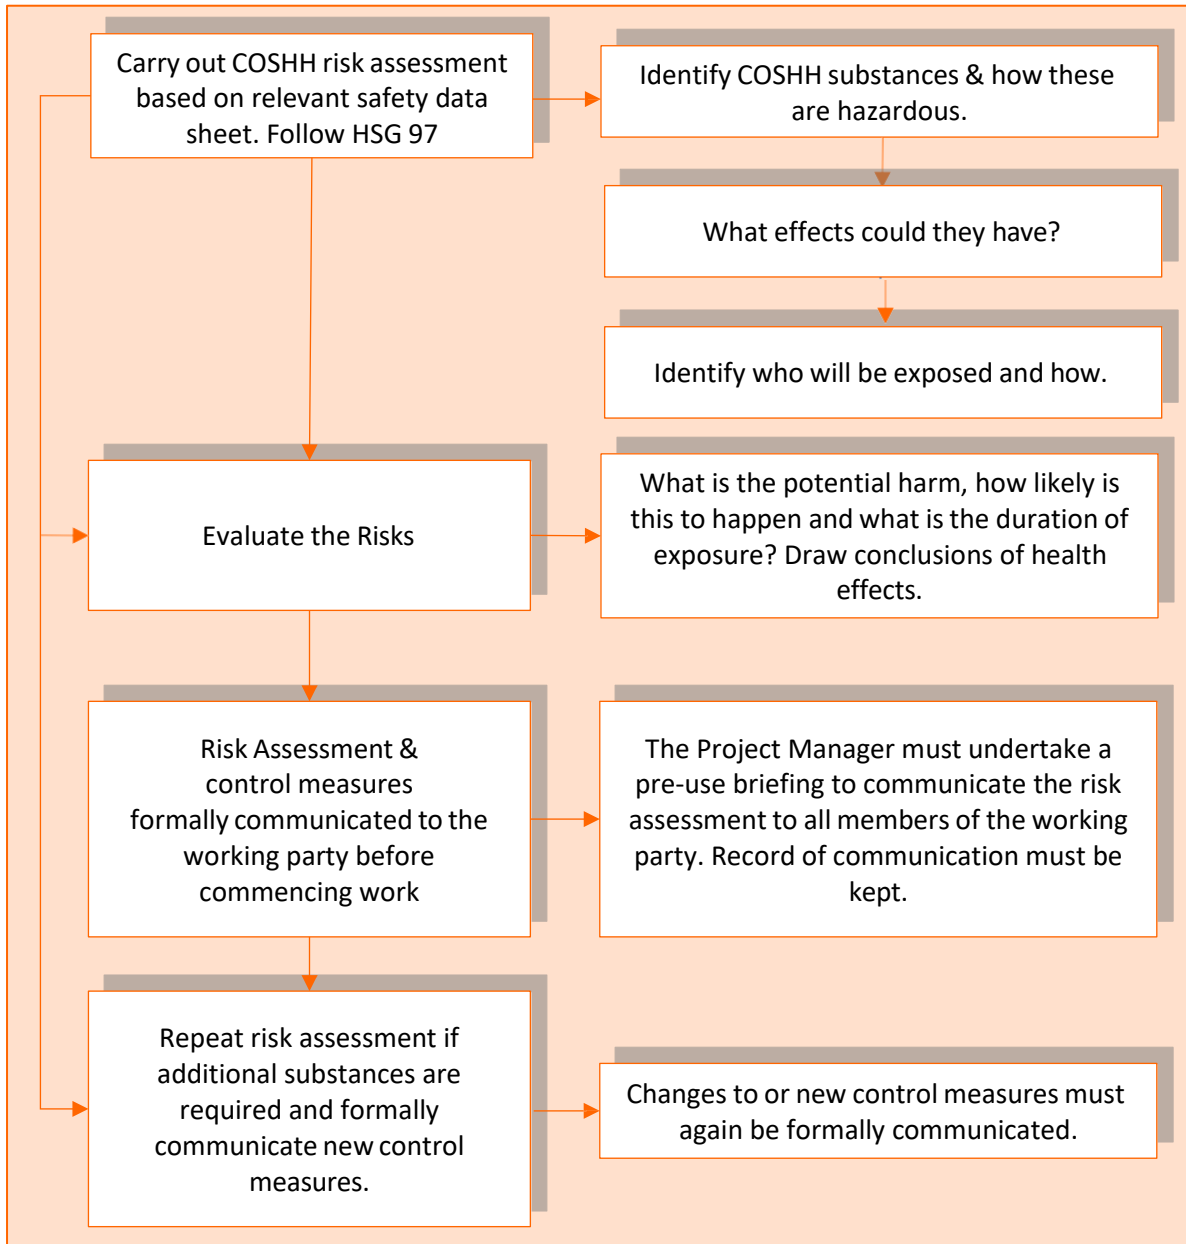 Carry out COSHH risk assessment
based on relevant safety data
sheet. Follow HSG 97
Identify COSHH substances & how these
are hazardous.
What effects could they have?
Identify who will be exposed and how.
Evaluate the Risks
What is the potential harm, how likely is
this to happen and what is the duration of
exposure? Draw conclusions of health
effects.
Risk Assessment &
control measures
formally communicated to the
working party before
commencing work
The Project Manager must undertake a
pre-use briefing to communicate the risk
assessment to all members of the working
party. Record of communication must be
kept.
Repeat risk assessment if
additional substances are
required and formally
communicate new control
measures.
Changes to or new control measures must
again be formally communicated.